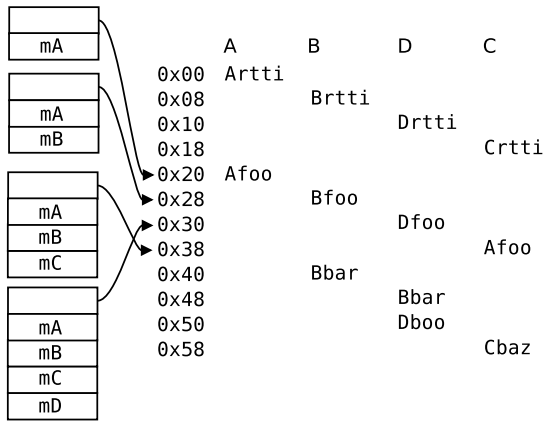 mA
mA
mB
mA
mB
mC
mA
mB
mC
mD
A B D C
0x00 Artti
0x08 Brtti
0x10 Drtti
0x18 Crtti
0x20 Afoo
0x28 Bfoo
0x30 Dfoo
0x38 Afoo
0x40 Bbar
0x48 Bbar
0x50 Dboo
0x58 Cbaz